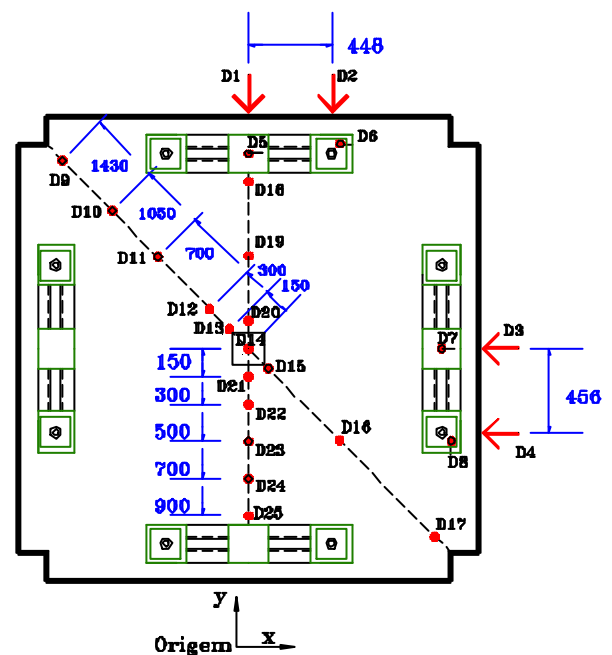 448
D1
D2
D5
D6
D9
1430
D18
D10
1050
D11
700
D19
300
150
D12
D13
D20
D14
D7
D3
150
D15
D21
300
D22
456
500
D23
D16
D8
D4
700
D24
900
D25
D17
y
Origem
x